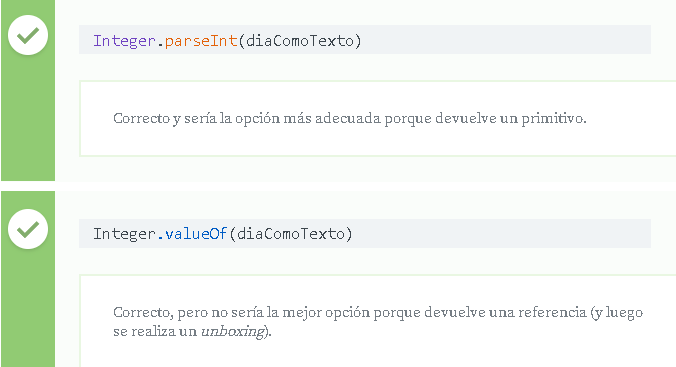 Integer.parseInt(diaComoTexto)
Correcto y sería la opción más adecuada porque devuelve un primitivo.
Integer.valueOf(diaComoTexto)
Correcto, pero no sería la mejor opción porque devuelve una referencia (y luego
se realiza un unboxing).